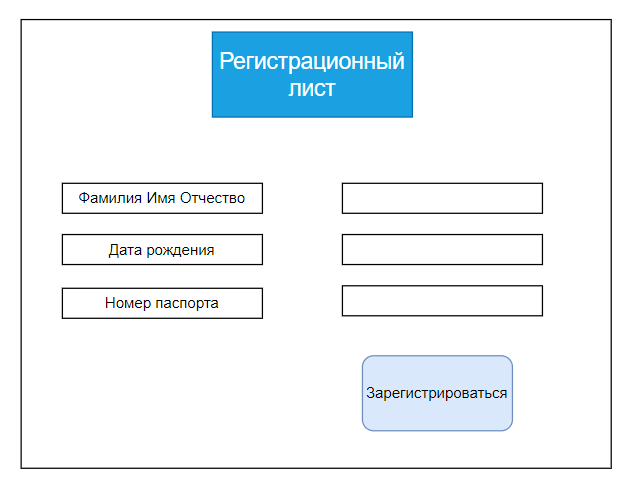 Регистрационный
лист
Фамилия Имя Отчество
Дата рождения
Номер паспорта
Зарегистрироваться